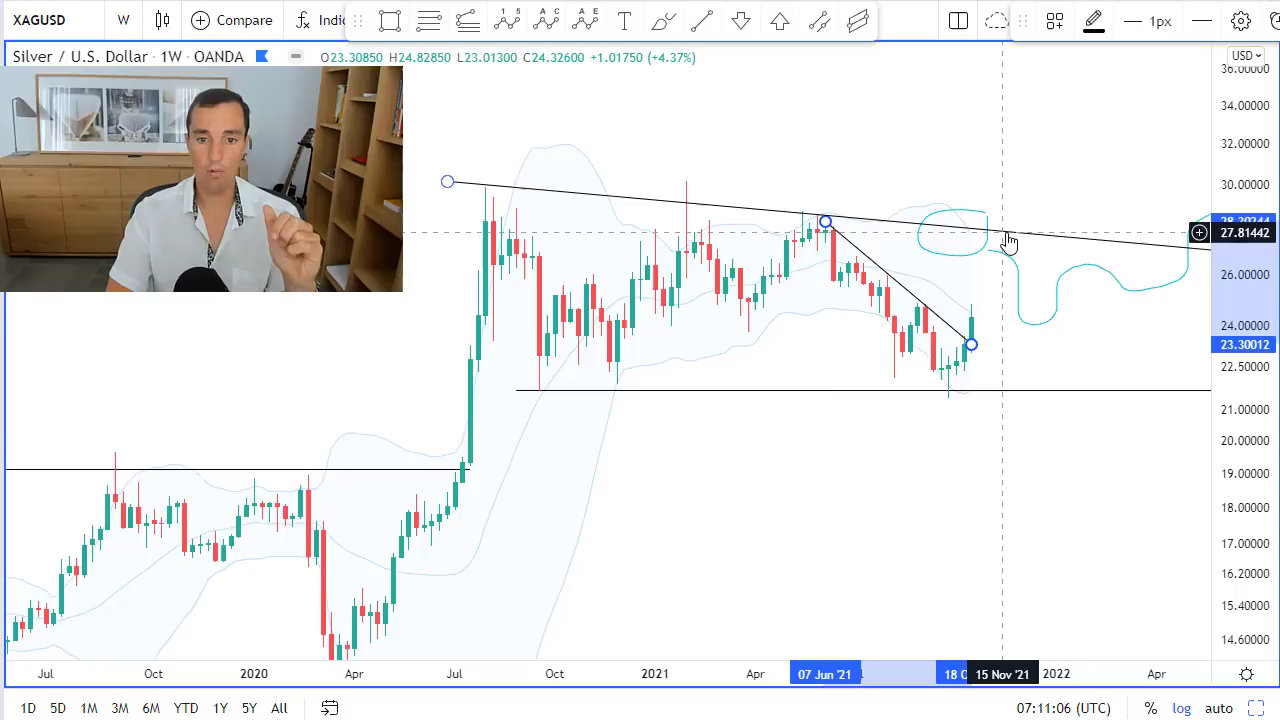 XAGUSD W Compare Indi
Silver / U.S. Dollar · 1W · OANDA O23.30850 H24.82850 L23.01300 C24.32600 +1.01750 (+4.37%)
1px
USD
36.00000
34.00000
32.00000
30.00000
27.81442
26.00000
24.00000
23.30012
22.50000
21.00000
20.00000
19.00000
18.00000
17.00000
16.20000
15.40000
14.60000
Jul Oct 2020 Apr Jul Oct 2021 Apr 07 Jun '21 18 O 15 Nov '21 2022 Apr
1D 5D 1M 3M 6M YTD 1Y 5Y All 07:11:06 (UTC) % log auto